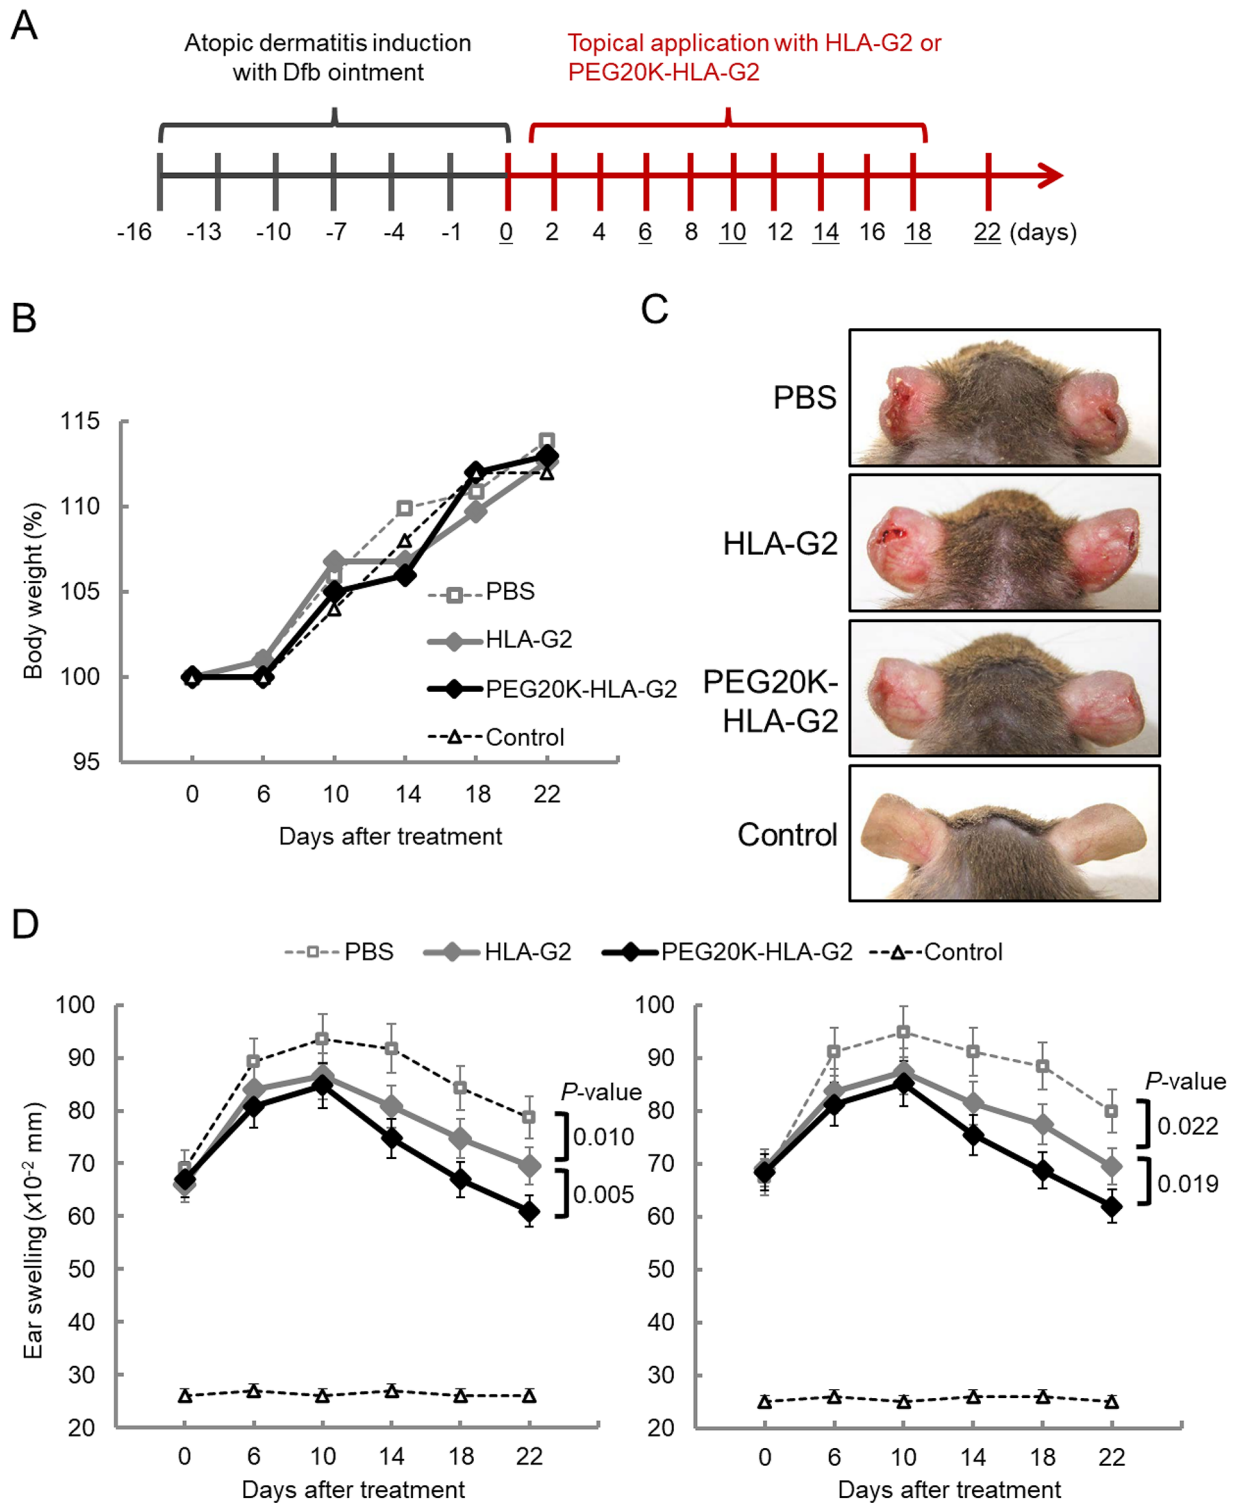 A
Atopic dermatitis induction
with Dfb ointment
Topical application with HLA-G2 or
PEG20K-HLA-G2
-16 -13 -10 -7 -4 -1 0 2 4 6 8 10 12 14 16 18 22 (days)
B
Body weight (%)
115
110
105
100
95
PBS
HLA-G2
PEG20K-HLA-G2
Control
0 6 10 14 18 22
Days after treatment
C
PBS
HLA-G2
PEG20K-
HLA-G2
Control
D
PBS HLA-G2 PEG20K-HLA-G2 Control
Ear swelling (x10-2 mm)
100
90
80
70
60
50
40
30
20
P-value
0.010
0.005
0 6 10 14 18 22
Days after treatment
100
90
80
70
60
50
40
30
20
P-value
0.022
0.019
0 6 10 14 18 22
Days after treatment